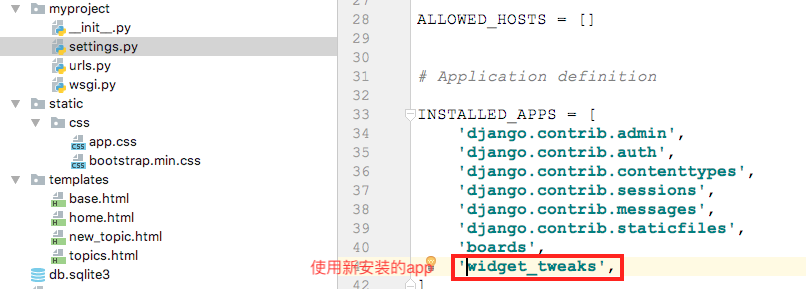 myproject
__init__.py
settings.py
urls.py
wsgi.py
static
css
app.css
bootstrap.min.css
templates
base.html
home.html
new_topic.html
topics.html
db.sqlite3
28 ALLOWED_HOSTS = []
29
30
31 # Application definition
32
33 INSTALLED_APPS = [
34 'django.contrib.admin',
35 'django.contrib.auth',
36 'django.contrib.contenttypes',
37 'django.contrib.sessions',
38 'django.contrib.messages',
39 'django.contrib.staticfiles',
40 'boards',
使用新安装的app 'widget_tweaks',
42 ]